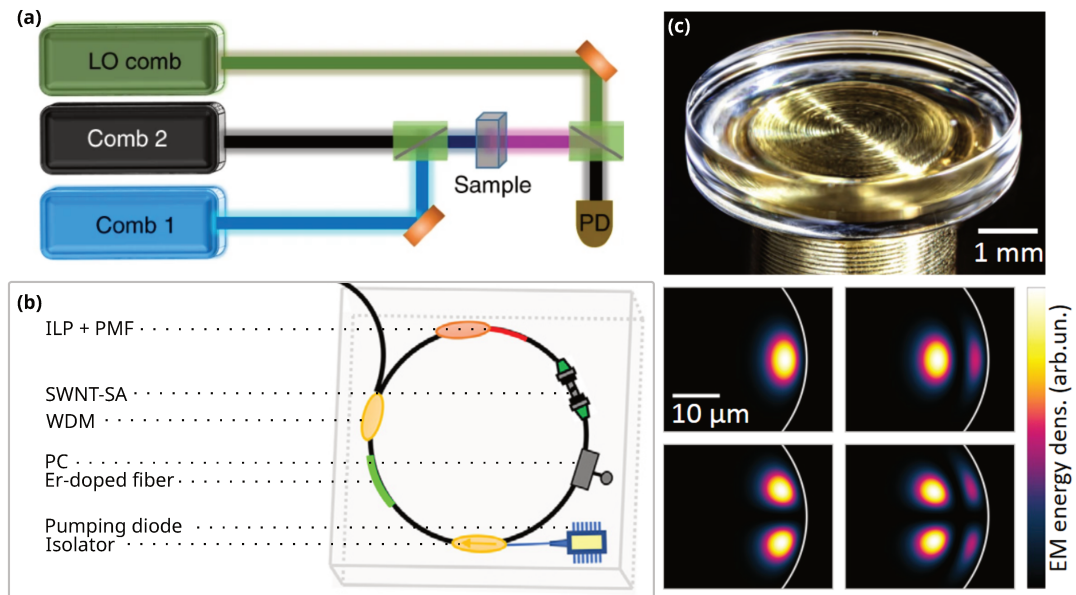 (a)
LO comb
Comb 2
Comb 1
Sample
PD
(b)
ILP + PMF
SWNT-SA
WDM
PC
Er-doped fiber
Pumping diode
Isolator
(c)
1 mm
10 µm
EM energy dens. (arb.un.)